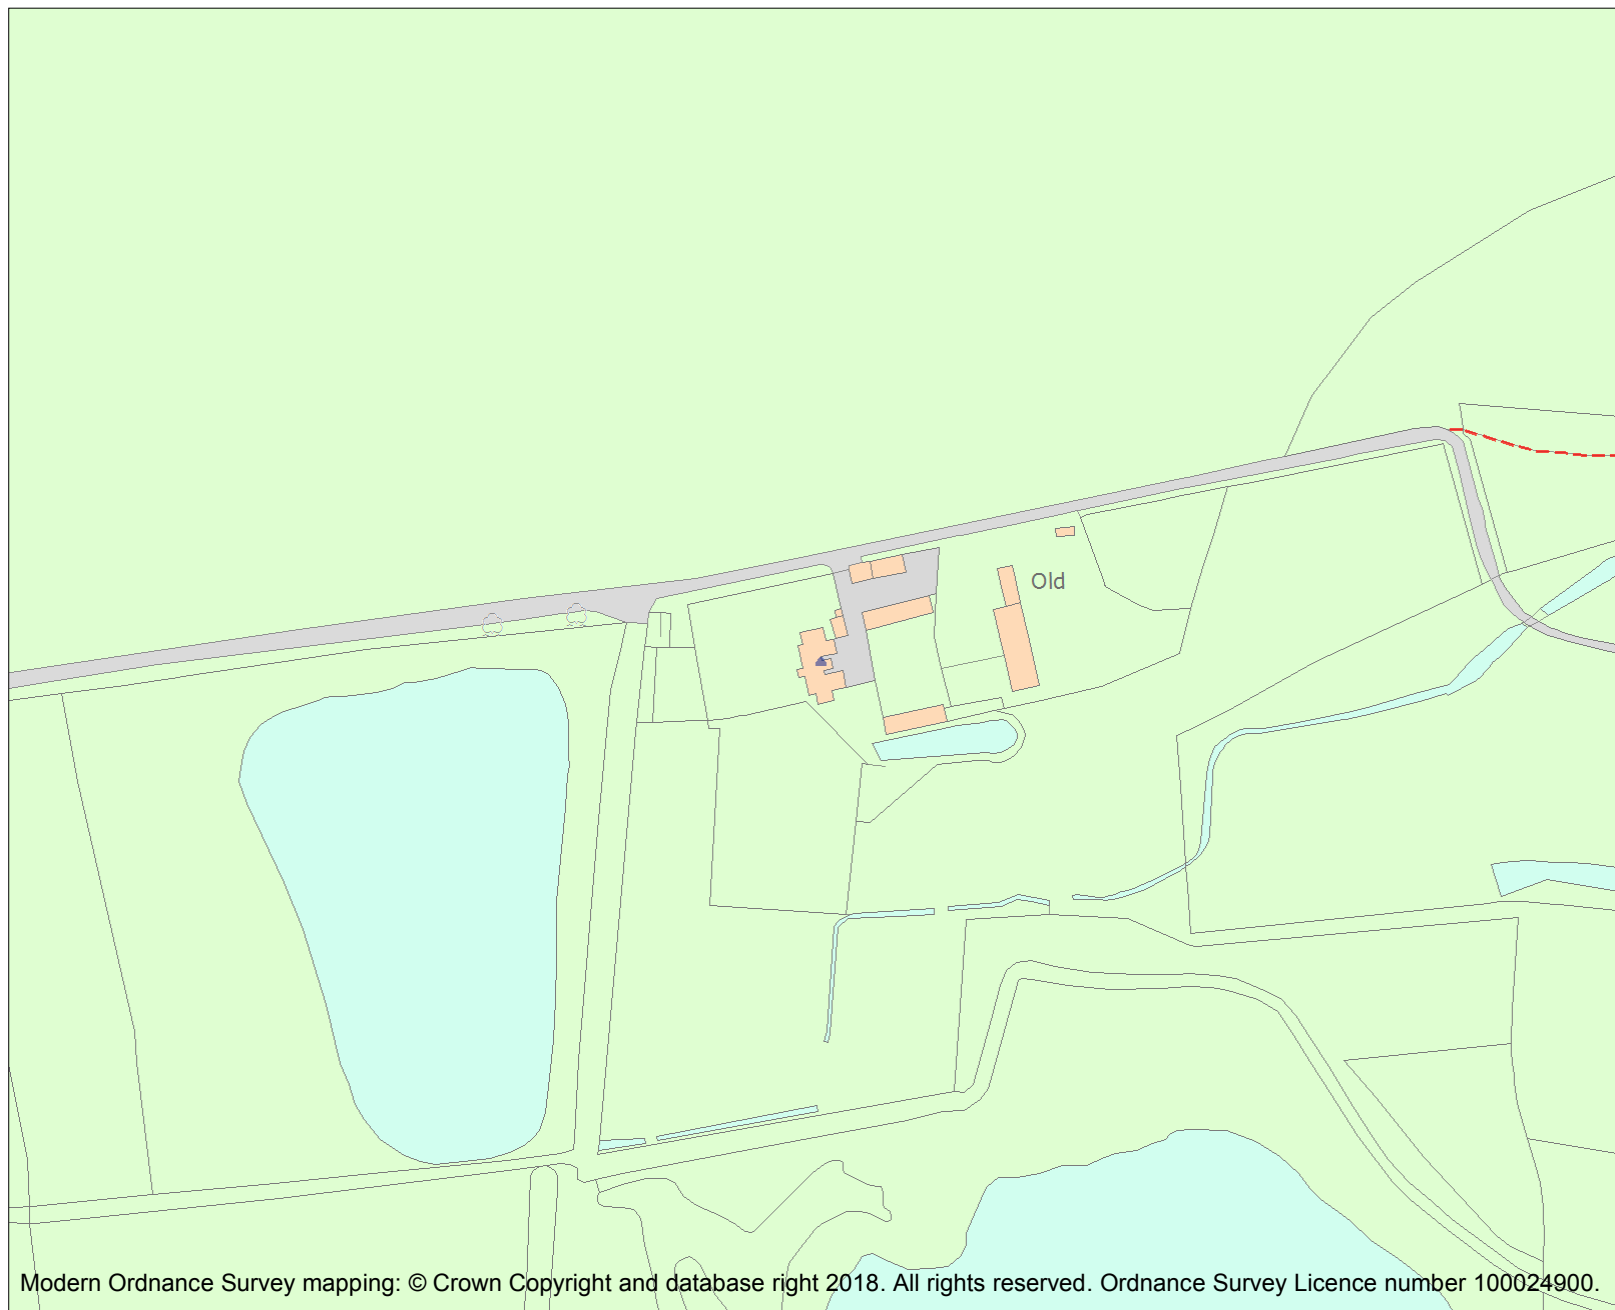 Old
Modern Ordnance Survey mapping: © Crown Copyright and database right 2018. All rights reserved. Ordnance Survey Licence number 100024900.